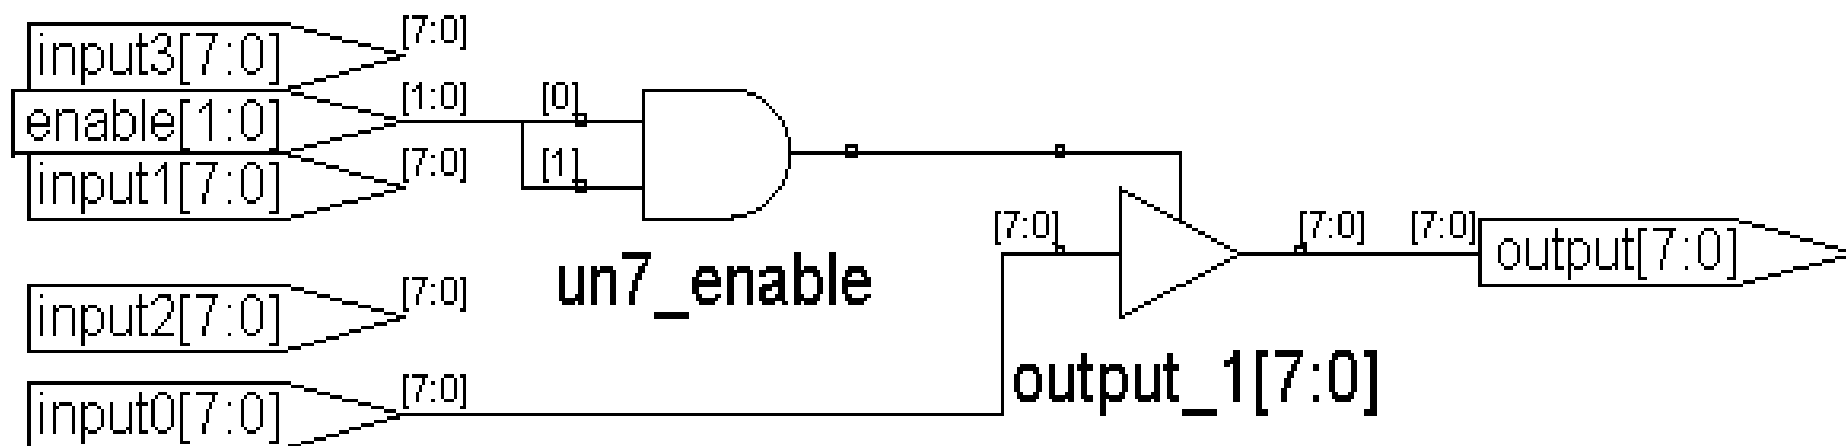 input3[7:0]
[7:0]
enable[1:0]
[1:0]
[0]
input1[7:0]
[7:0]
[1]
un7_enable
[7:0]
[7:0]
[7:0]
output[7:0]
input2[7:0]
[7:0]
output_1[7:0]
input0[7:0]
[7:0]